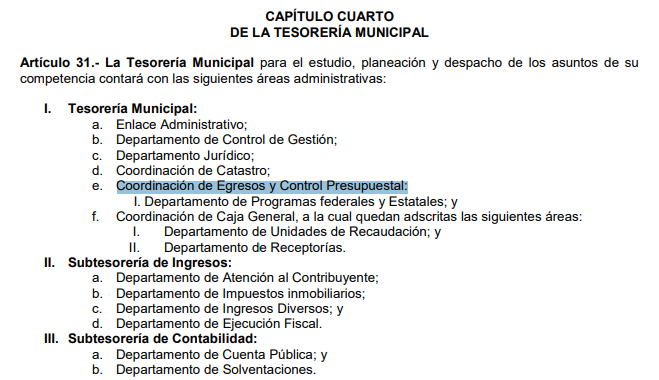 CAPÍTULO CUARTO
DE LA TESORERÍA MUNICIPAL
Artículo 31.- La Tesorería Municipal para el estudio, planeación y despacho de los asuntos de su
competencia contará con las siguientes áreas administrativas:
I. Tesorería Municipal:
a. Enlace Administrativo;
b. Departamento de Control de Gestión;
c. Departamento Jurídico;
d. Coordinación de Catastro;
e. Coordinación de Egresos y Control Presupuestal:
I. Departamento de Programas federales y Estatales; y
f. Coordinación de Caja General, a la cual quedan adscritas las siguientes áreas:
I. Departamento de Unidades de Recaudación; y
II. Departamento de Receptorías.
II. Subtesorería de Ingresos:
a. Departamento de Atención al Contribuyente;
b. Departamento de Impuestos inmobiliarios;
c. Departamento de Ingresos Diversos; y
d. Departamento de Ejecución Fiscal.
III. Subtesorería de Contabilidad:
a. Departamento de Cuenta Pública; y
b. Departamento de Solventaciones.